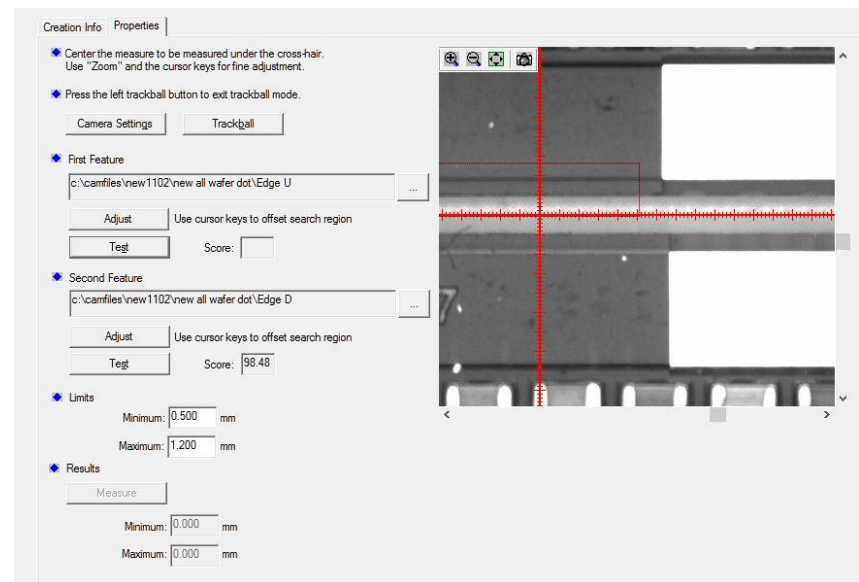 Creation Info Properties
Center the measure to be measured under the cross-hair.
Use "Zoom" and the cursor keys for fine adjustment.
Press the left trackball button to exit trackball mode.
Camera Settings Trackball
First Feature
c:\camfiles\new1102\new all wafer dot\Edge U ...
Adjust Use cursor keys to offset search region
Test Score:
Second Feature
c:\camfiles\new1102\new all wafer dot\Edge D ...
Adjust Use cursor keys to offset search region
Test Score: 98.48
Limits
Minimum: 0.500 mm
Maximum: 1.200 mm
Results
Measure
Minimum: 0.000 mm
Maximum: 0.000 mm